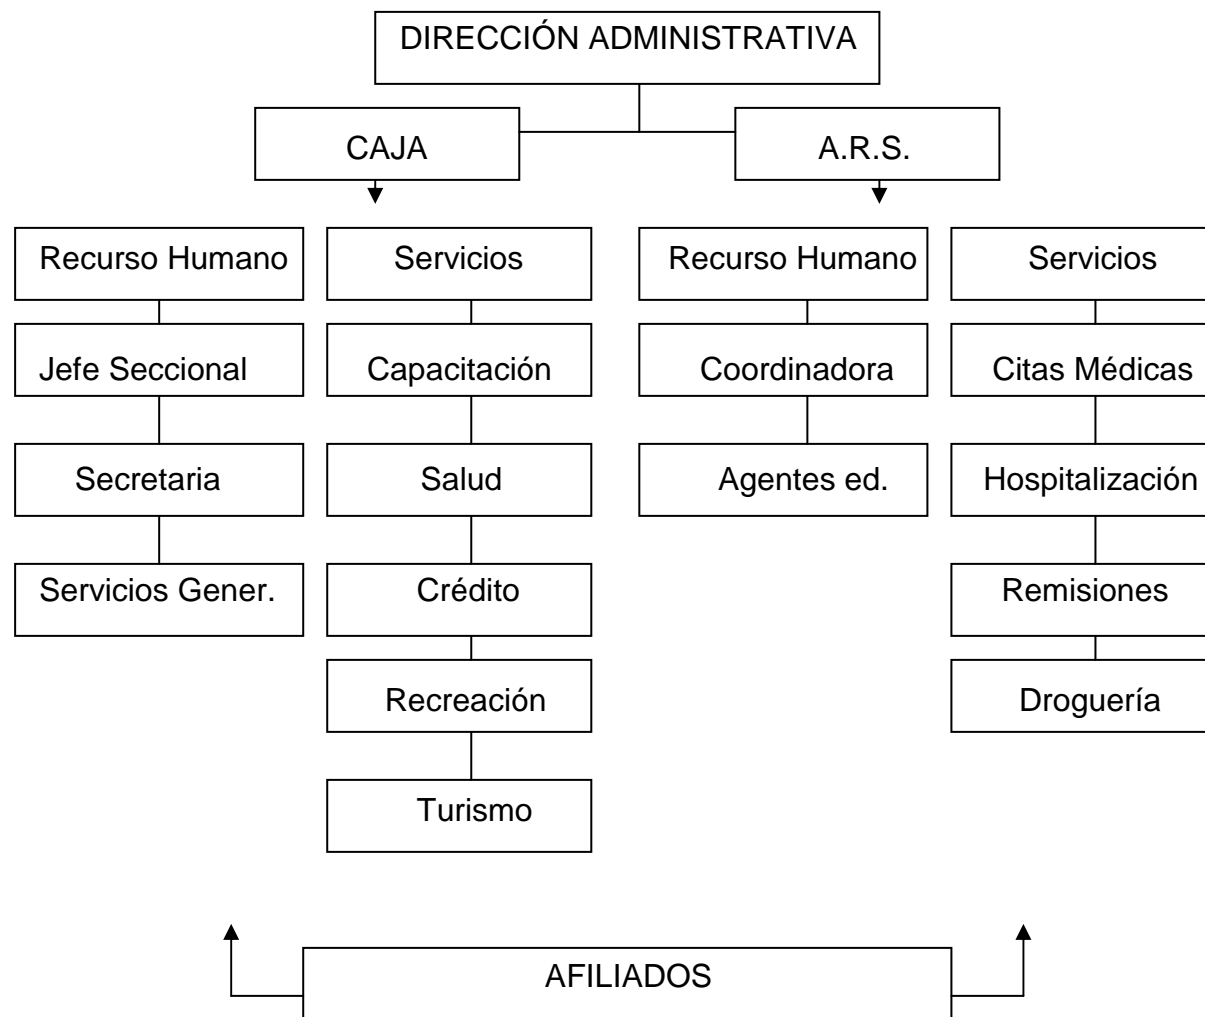 DIRECCIÓN ADMINISTRATIVA
CAJA
A.R.S.
Recurso Humano
Servicios
Recurso Humano
Servicios
Jefe Seccional
Capacitación
Coordinadora
Citas Médicas
Secretaria
Salud
Agentes ed.
Hospitalización
Servicios Gener.
Crédito
Remisiones
Recreación
Droguería
Turismo
AFILIADOS